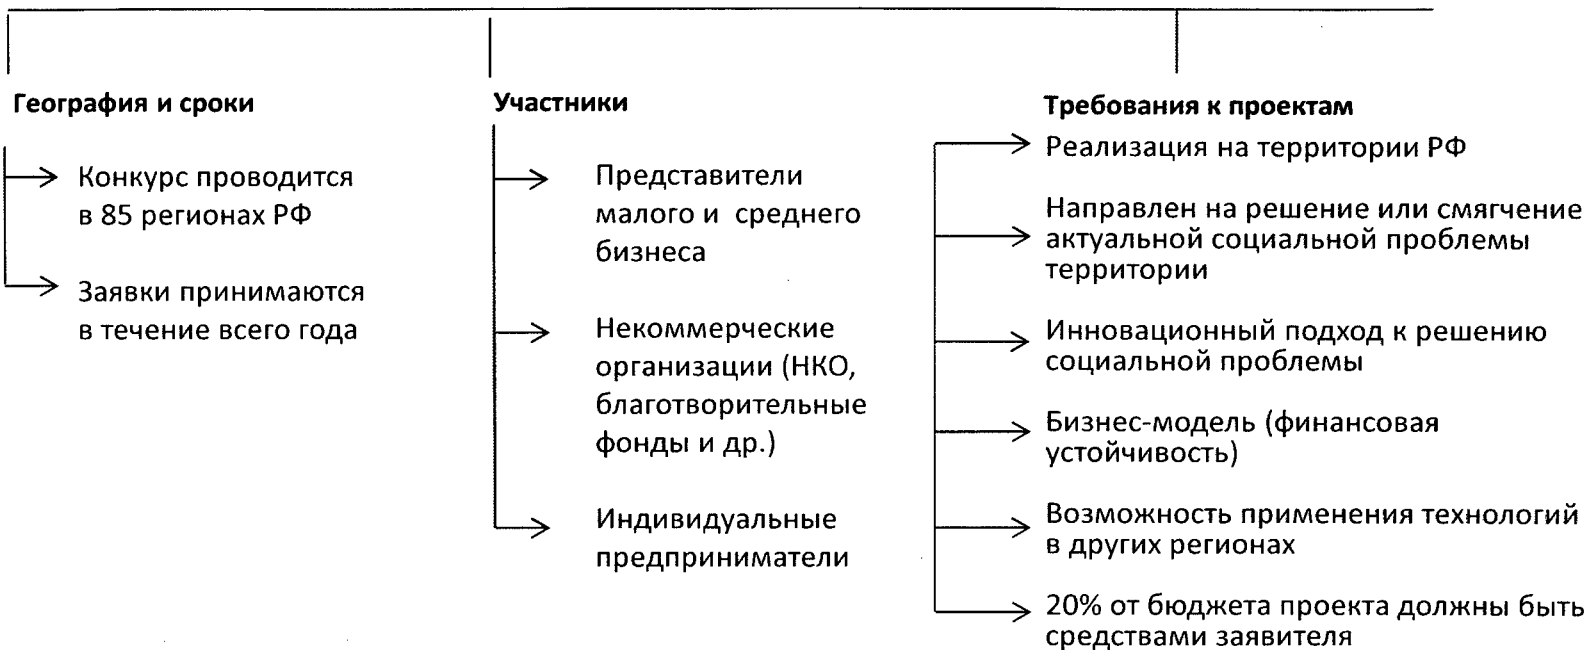 География и сроки
Конкурс проводится
в 85 регионах РФ
Заявки принимаются
в течение всего года
Участники
Представители
малого и среднего
бизнеса
Некоммерческие
организации (НКО,
благотворительные
фонды и др.)
Индивидуальные
предприниматели
Требования к проектам
Реализация на территории РФ
Направлен на решение или смягчение
актуальной социальной проблемы
территории
Инновационный подход к решению
социальной проблемы
Бизнес-модель (финансовая
устойчивость)
Возможность применения технологий
в других регионах
20% от бюджета проекта должны быть
средствами заявителя